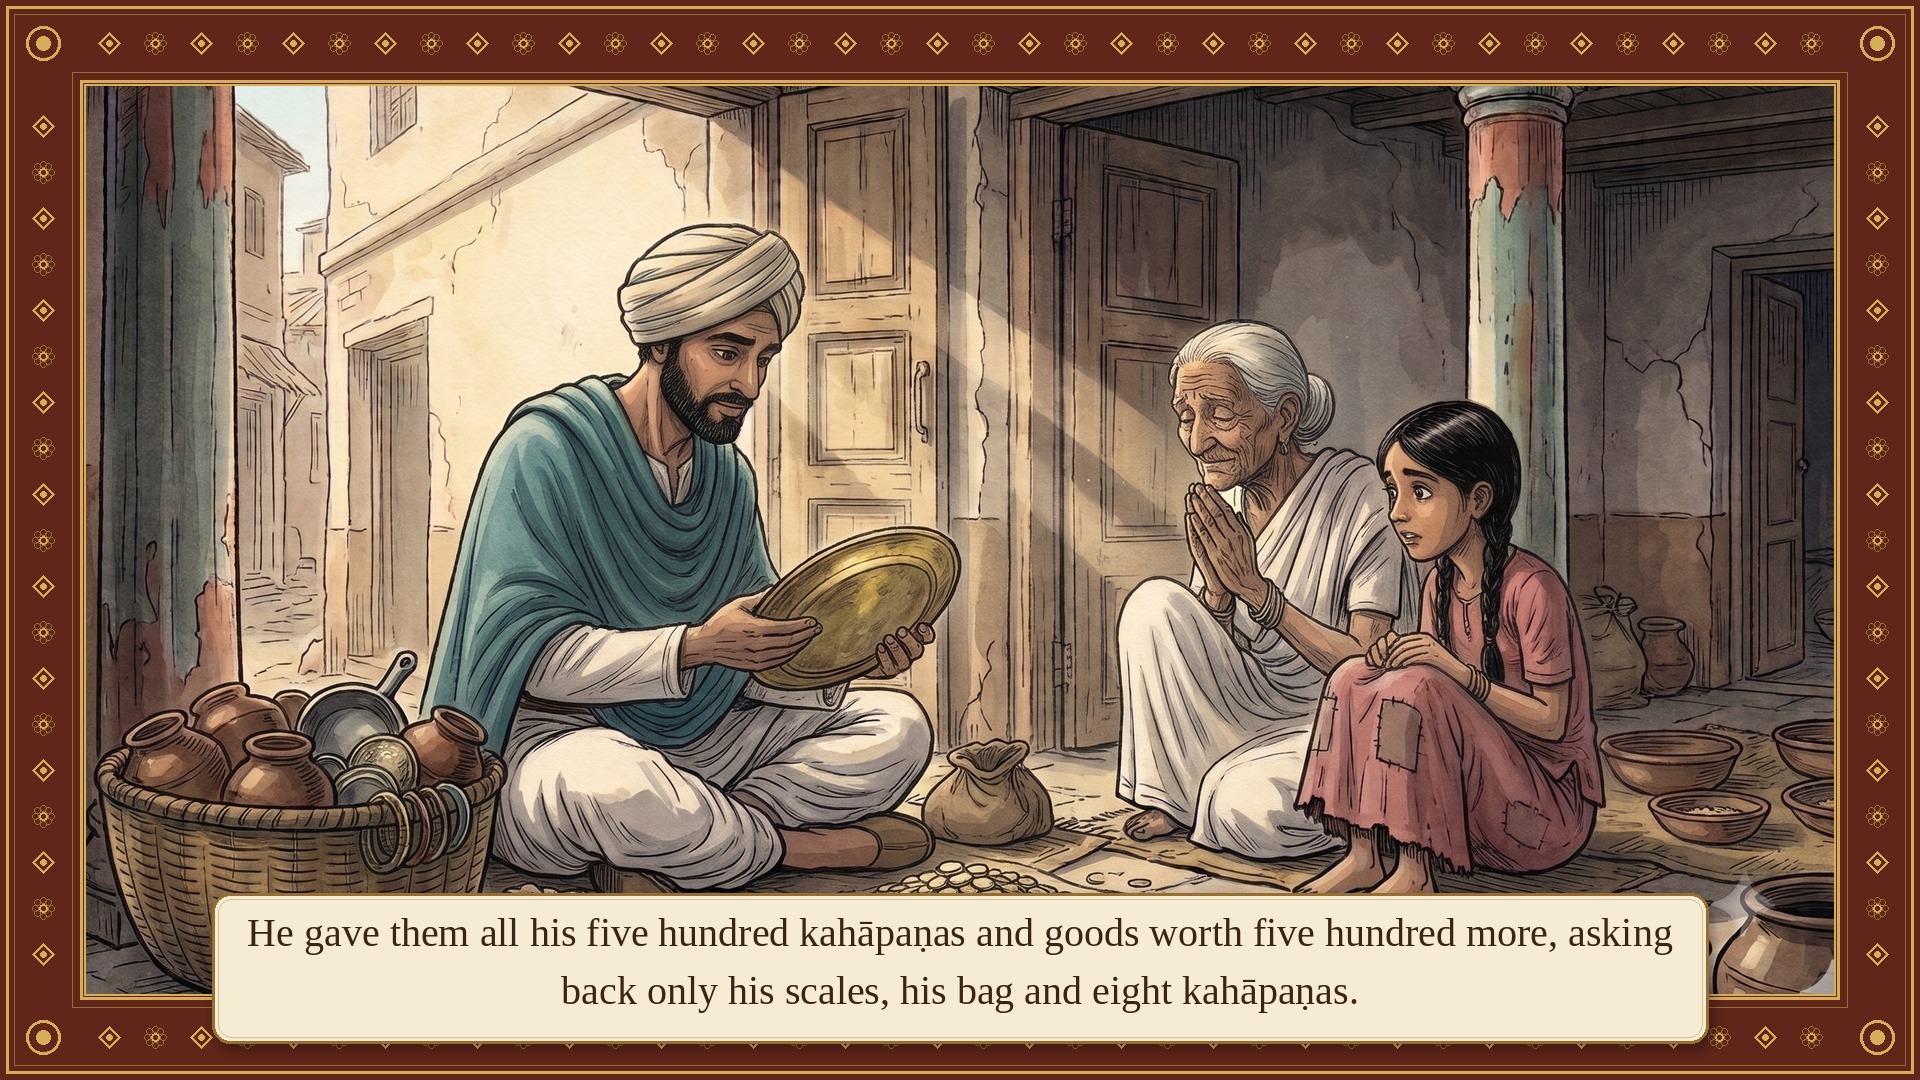 He gave them all his five hundred kahāpaṇas and goods worth five hundred more, asking
back only his scales, his bag and eight kahāpaṇas.